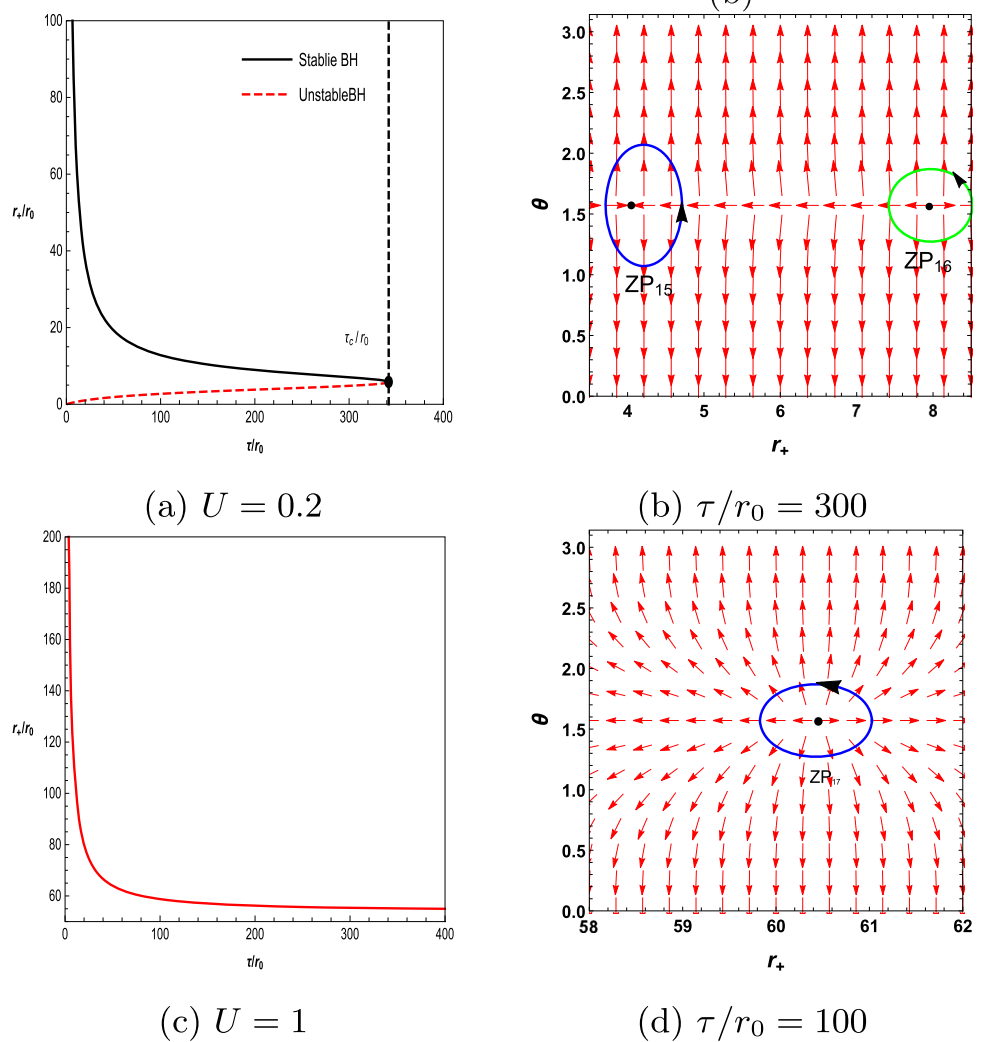 (b)
100
80
60
40
20
0
r₊/r₀
Stablie BH
UnstableBH
τ_c / r₀
0 100 200 300 400
τ/r₀
(a) U = 0.2
3.0
2.5
2.0
1.5
1.0
0.5
0.0
θ
ZP₁₅
ZP₁₆
4 5 6 7 8
r₊
(b) τ/r₀ = 300
200
180
160
140
120
100
80
60
r₊/r₀
0 100 200 300 400
τ/r₀
(c) U = 1
3.0
2.5
2.0
1.5
1.0
0.5
0.0
θ
ZP₁₇
58 59 60 61 62
r₊
(d) τ/r₀ = 100